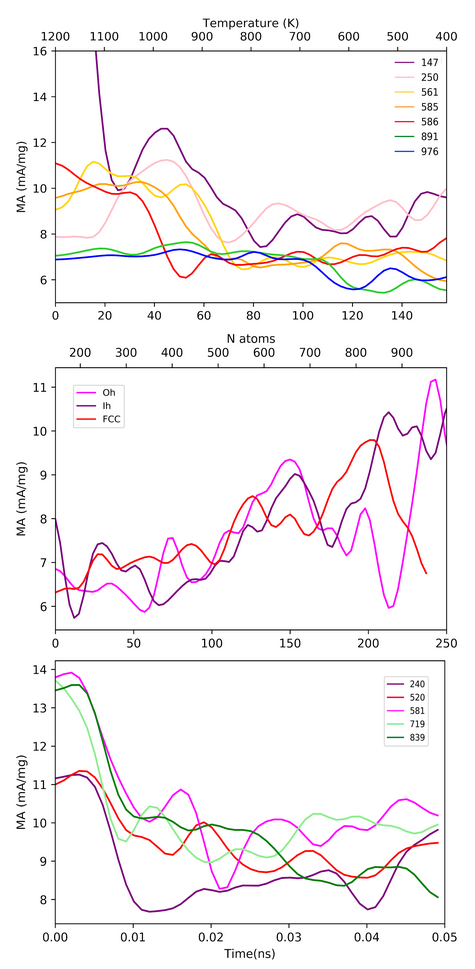 Temperature (K)
1200 1100 1000 900 800 700 600 500 400
16
14
12
10
8
6
MA (mA/mg)
147
250
561
585
586
891
976
0 20 40 60 80 100 120 140
N atoms
200 300 400 500 600 700 800 900
11
10
9
8
7
6
MA (mA/mg)
Oh
Ih
FCC
0 50 100 150 200 250
14
13
12
11
10
9
8
MA (mA/mg)
240
520
581
719
839
0.00 0.01 0.02 0.03 0.04 0.05
Time(ns)